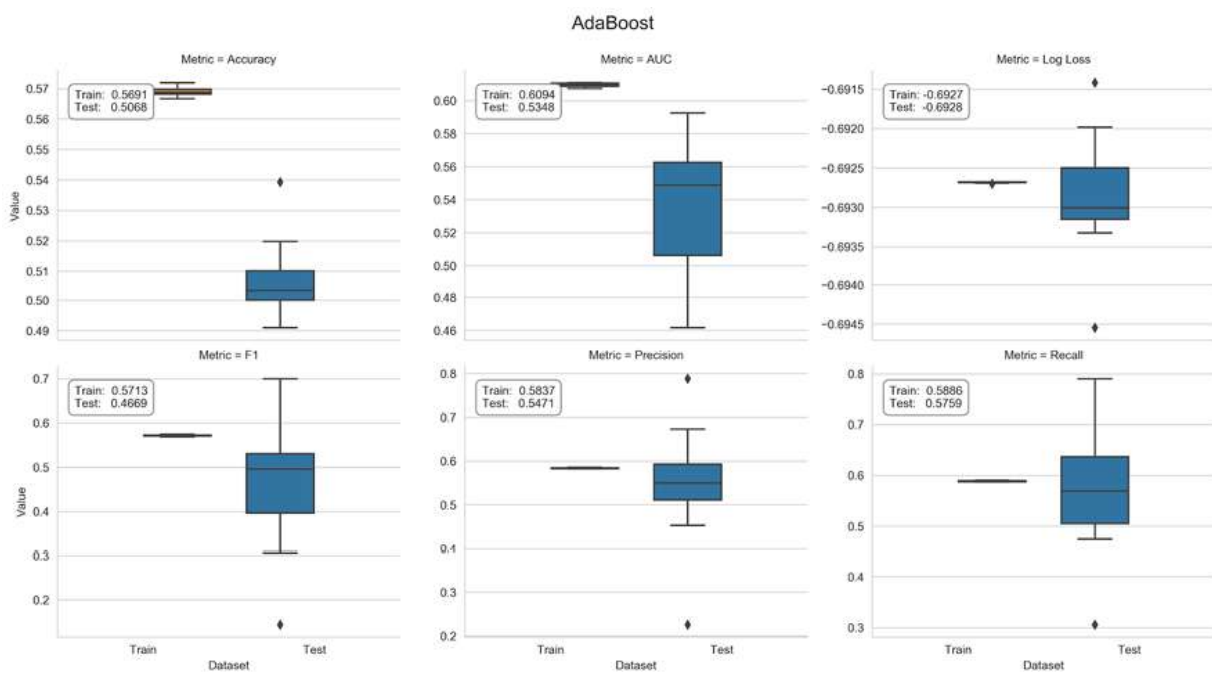 AdaBoost
Metric = Accuracy
Metric = AUC
Metric = Log Loss
Train: 0.5691
Test: 0.5068
Train: 0.6094
Test: 0.5348
Train: -0.6927
Test: -0.6928
Value
0.57
0.56
0.55
0.54
0.53
0.52
0.51
0.50
0.49
0.60
0.58
0.56
0.54
0.52
0.50
0.48
0.46
−0.6915
−0.6920
−0.6925
−0.6930
−0.6935
−0.6940
−0.6945
Metric = F1
Metric = Precision
Metric = Recall
Train: 0.5713
Test: 0.4669
Train: 0.5837
Test: 0.5471
Train: 0.5886
Test: 0.5759
Value
0.7
0.6
0.5
0.4
0.3
0.2
0.8
0.7
0.6
0.5
0.4
0.3
0.2
0.8
0.7
0.6
0.5
0.4
0.3
Train Test
Dataset
Train Test
Dataset
Train Test
Dataset